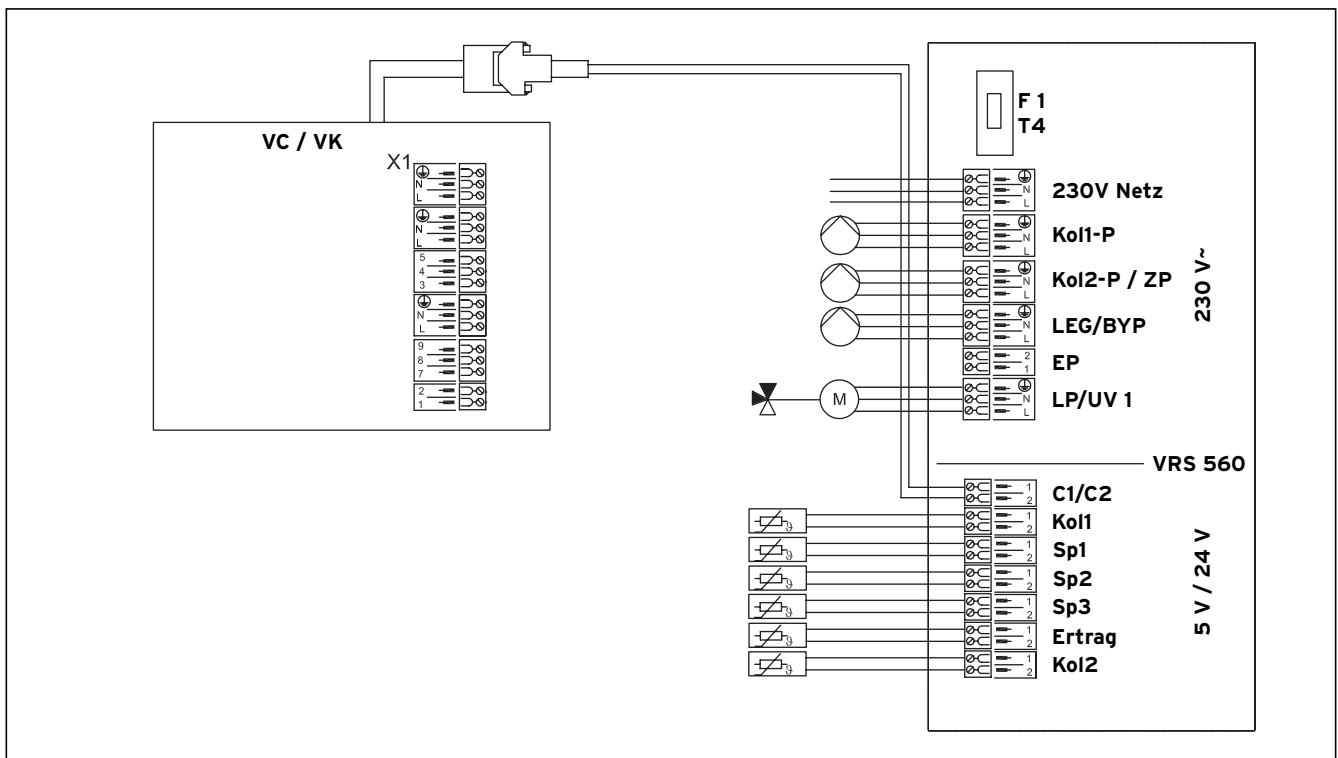 VC / VK
X1
N
L
N
L
5
4
3
N
L
9
8
7
2
1
F 1
T4
N
L
230V Netz
N
L
Kol1-P
N
L
Kol2-P / ZP
N
L
LEG/BYP
2
1
EP
N
L
LP/UV 1
M
230 V~
VRS 560
1
2
C1/C2
1
2
Kol1
1
2
Sp1
1
2
Sp2
1
2
Sp3
1
2
Ertrag
1
2
Kol2
ϑ
ϑ
ϑ
ϑ
ϑ
ϑ
5 V / 24 V